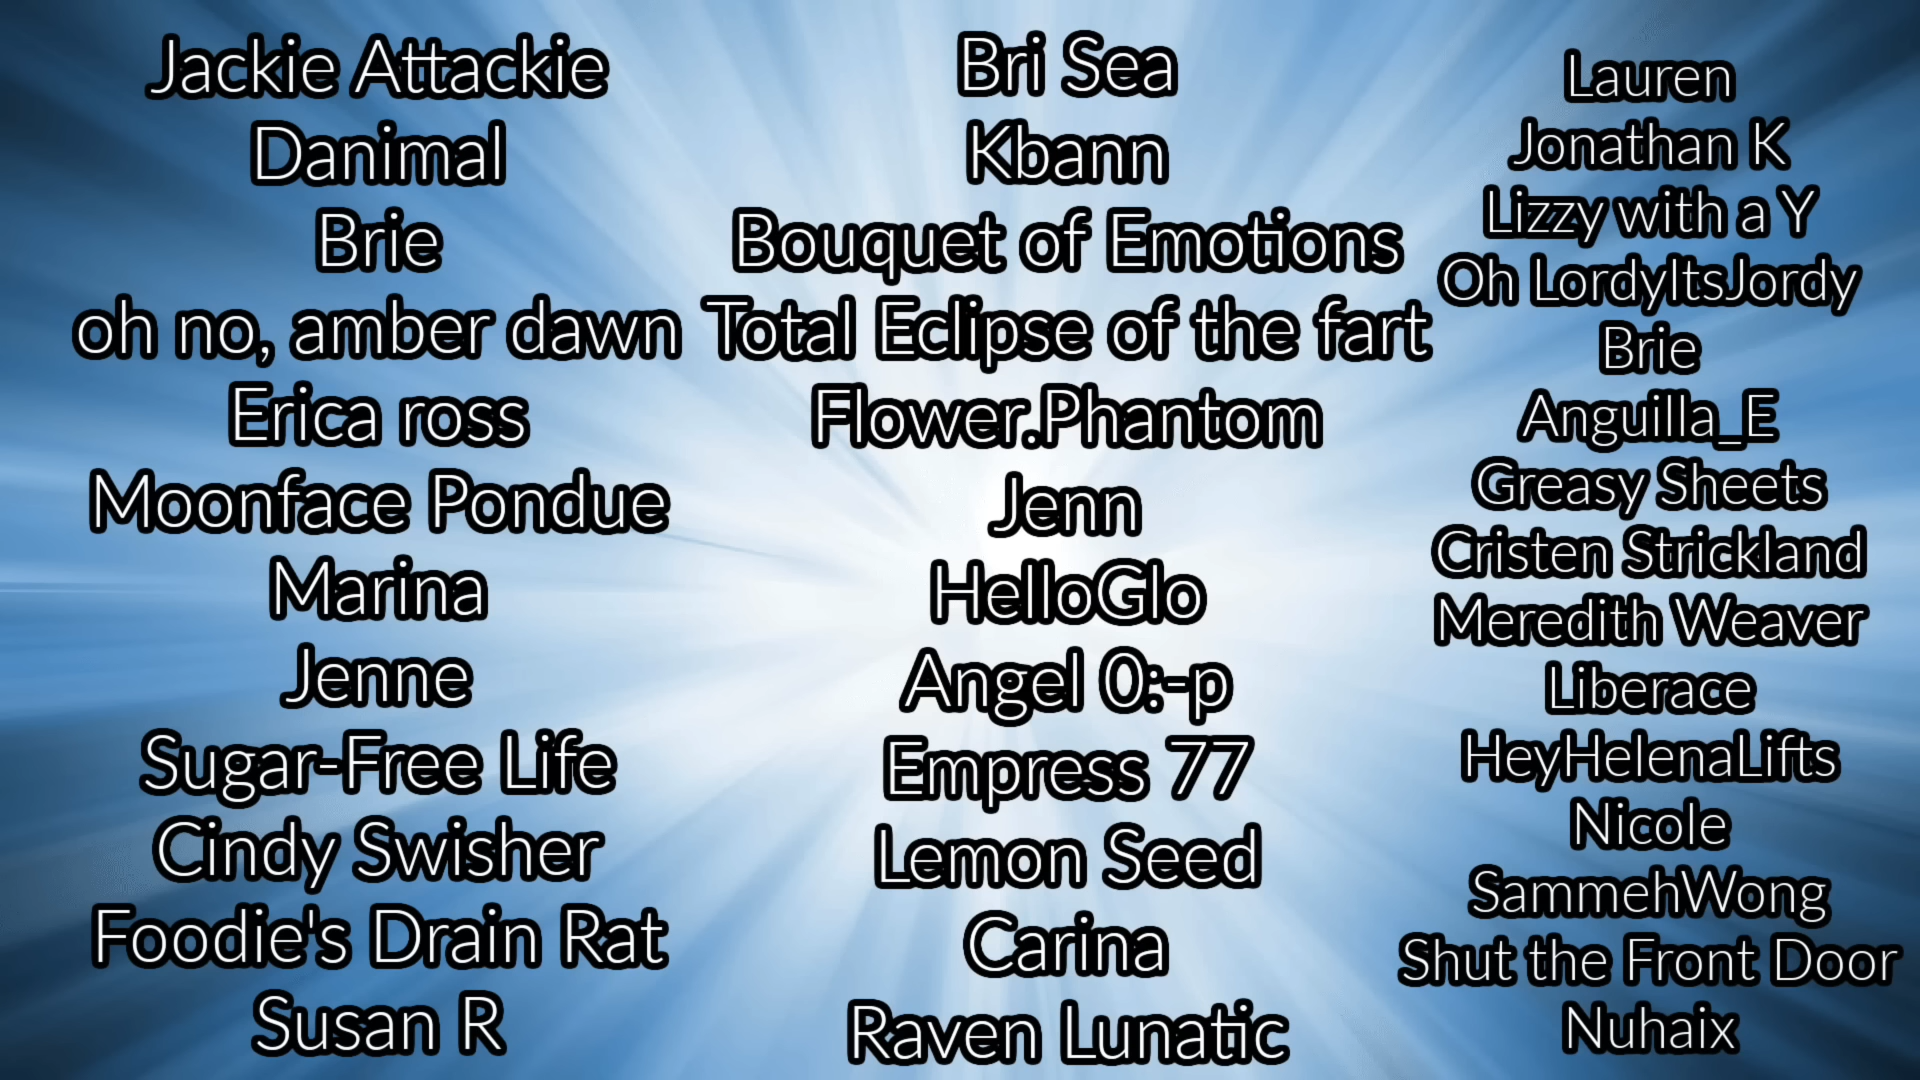 Jackie Attackie
Danimal
Brie
oh no, amber dawn
Erica ross
Moonface Pondue
Marina
Jenne
Sugar-Free Life
Cindy Swisher
Foodie's Drain Rat
Susan R
Bri Sea
Kbann
Bouquet of Emotions
Total Eclipse of the fart
Flower.Phantom
Jenn
HelloGlo
Angel 0:-p
Empress 77
Lemon Seed
Carina
Raven Lunatic
Lauren
Jonathan K
Lizzy with a Y
Oh LordyItsJordy
Brie
Anguilla_E
Greasy Sheets
Cristen Strickland
Meredith Weaver
Liberace
HeyHelenaLifts
Nicole
SammehWong
Shut the Front Door
Nuhaix